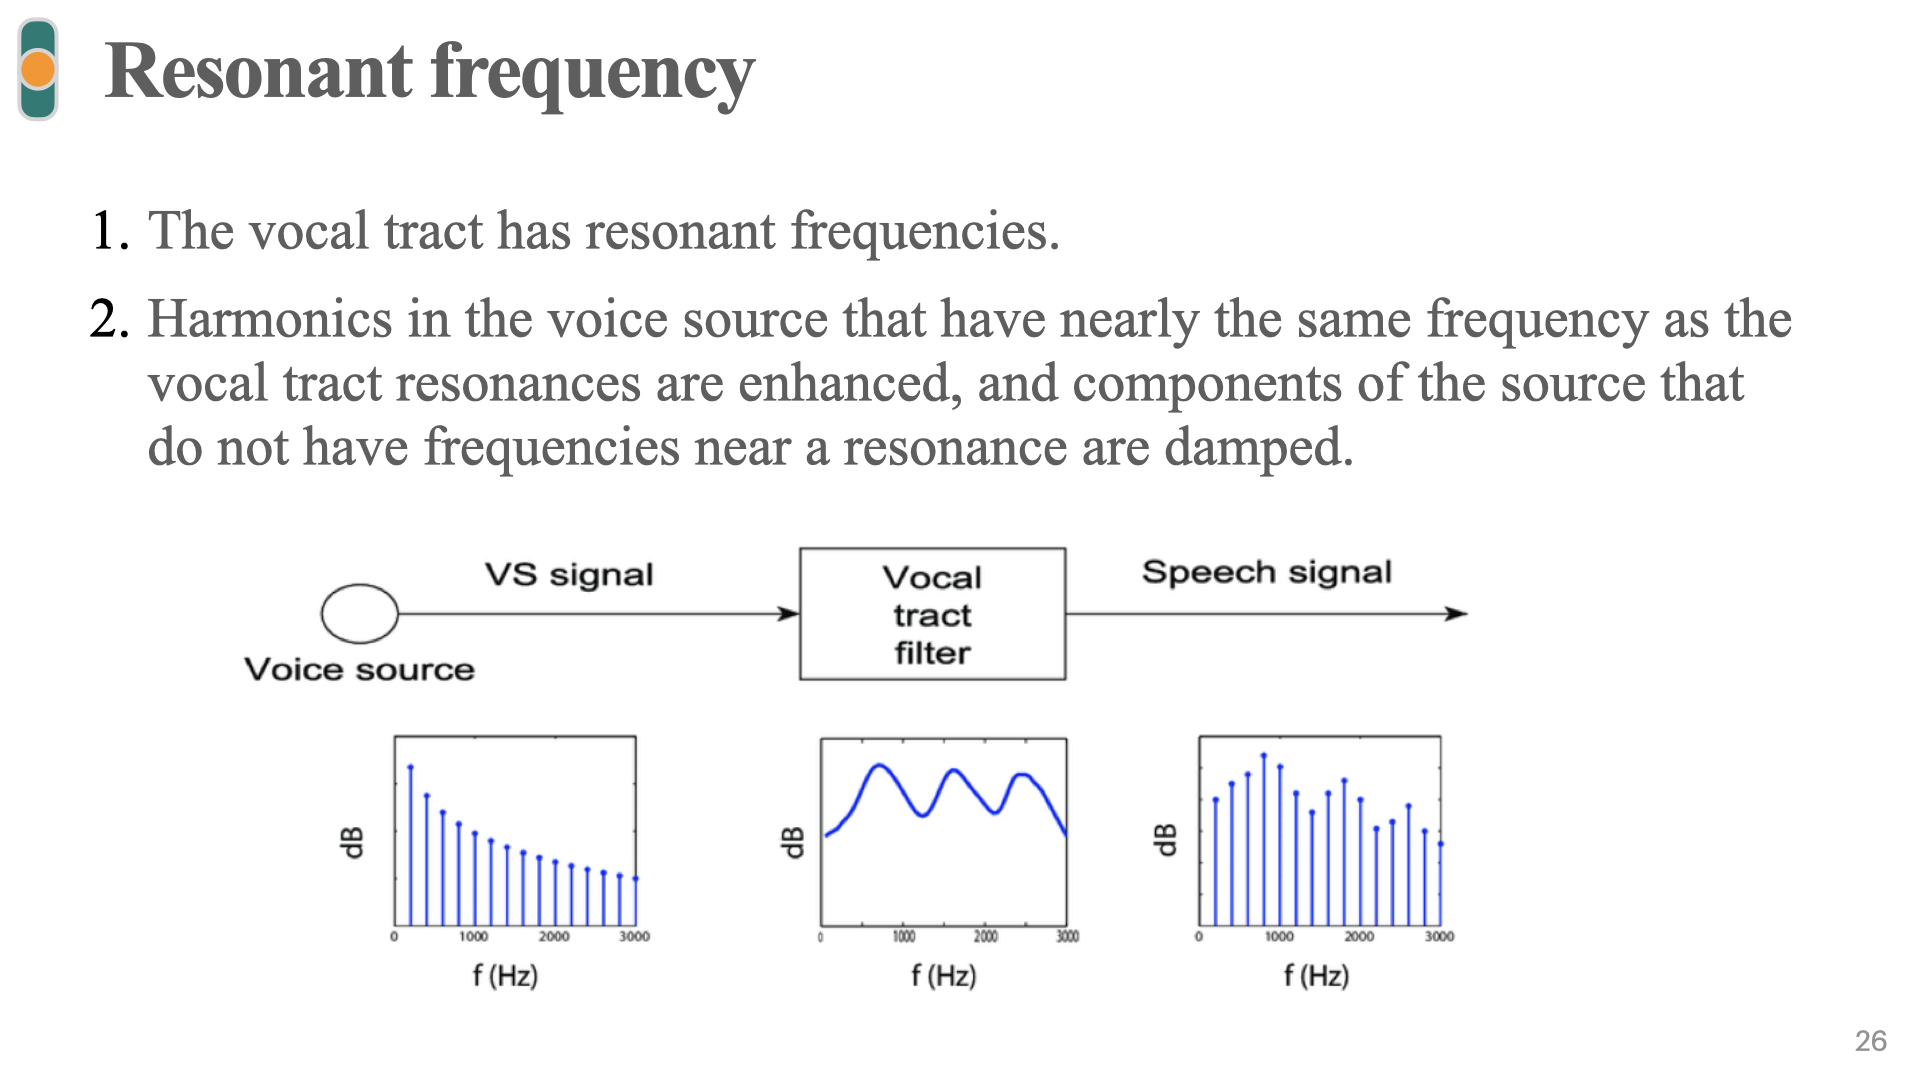 Resonant frequency
1. The vocal tract has resonant frequencies.
2. Harmonics in the voice source that have nearly the same frequency as the
vocal tract resonances are enhanced, and components of the source that
do not have frequencies near a resonance are damped.
VS signal
Vocal
tract
filter
Speech signal
Voice source
dB
0 1000 2000 3000
f (Hz)
dB
0 1000 2000 3000
f (Hz)
dB
0 1000 2000 3000
f (Hz)
26